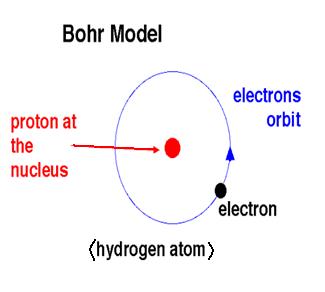 Bohr Model
electrons
orbit
proton at
the
nucleus
electron
(hydrogen atom)